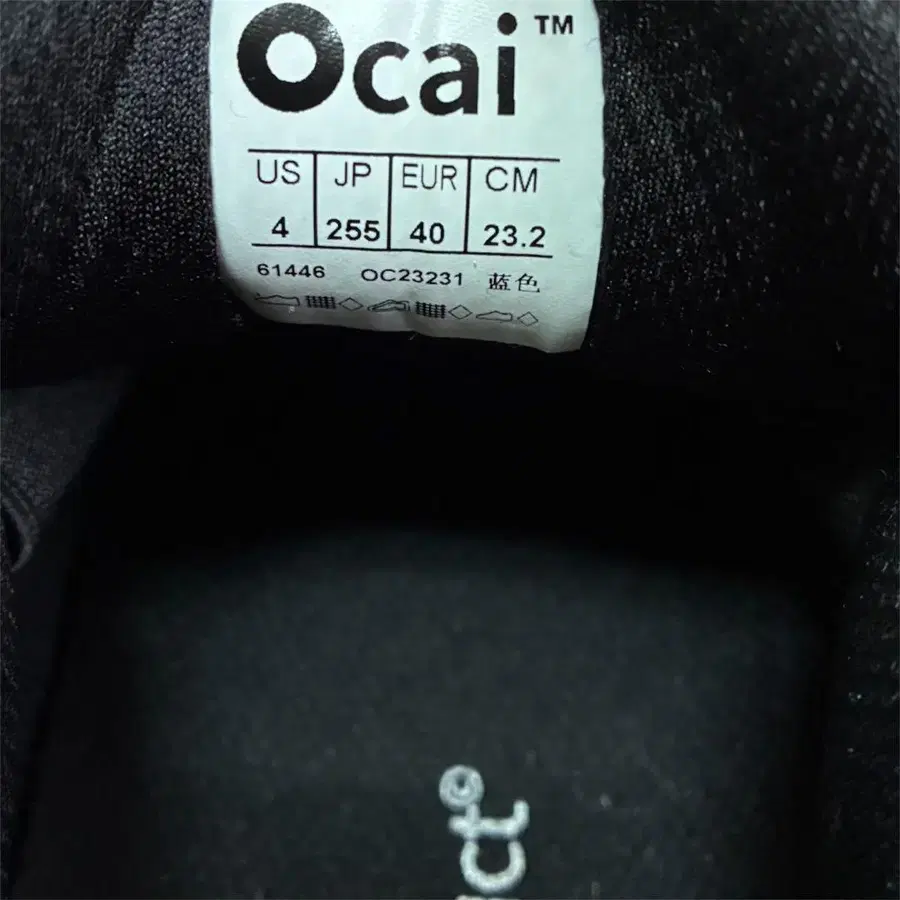 Ocai™
US JP EUR CM
4 255 40 23.2
61446 OC23231 蓝色